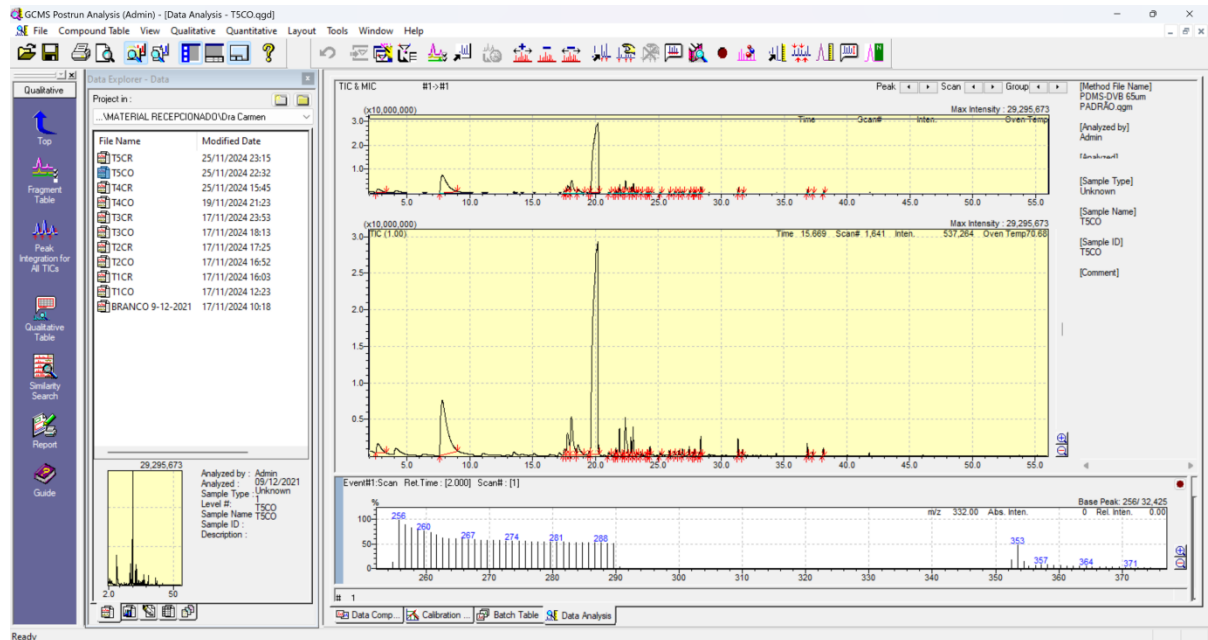 GCMS Postrun Analysis (Admin) - [Data Analysis - T5CO.qgd]
File Compound Table View Qualitative Quantitative Layout Tools Window Help
Qualitative
Top
Fragment
Table
Peak
Integration for
All TICs
Qualitative
Table
Similarity
Search
Report
Guide
Data Explorer - Data
Project in :
...\MATERIAL RECEPCIONADO\Dra Carmen
File Name Modified Date
T5CR 25/11/2024 23:15
T5CO 25/11/2024 22:32
T4CR 25/11/2024 15:45
T4CO 19/11/2024 21:23
T3CR 17/11/2024 23:53
T3CO 17/11/2024 18:13
T2CR 17/11/2024 17:25
T2CO 17/11/2024 16:52
T1CR 17/11/2024 16:03
T1CO 17/11/2024 12:23
BRANCO 9-12-2021 17/11/2024 10:18
29,295,673
2.0 50
Analyzed by : Admin
Analyzed : 09/12/2021
Sample Type : Unknown
Level #: 1
Sample Name T5CO
Sample ID : T5CO
Description :
TIC & MIC #1->#1 Peak Scan Group
(x10,000,000) Max Intensity : 29,295,673
Time Scan# Inten. Oven Temp
3.0
2.0
1.0
5.0 10.0 15.0 20.0 25.0 30.0 35.0 40.0 45.0 50.0 55.0
(x10,000,000) Max Intensity : 29,295,673
TIC (1.00) Time 15.669 Scan# 1,641 Inten. 537,264 Oven Temp 70.68
3.0
2.5
2.0
1.5
1.0
0.5
5.0 10.0 15.0 20.0 25.0 30.0 35.0 40.0 45.0 50.0 55.0
[Method File Name]
PDMS-DVB 65um
PADRÃO.qgm
[Analyzed by]
Admin
[Analyzed]
[Sample Type]
Unknown
[Sample Name]
T5CO
[Sample ID]
T5CO
[Comment]
Event#1:Scan Ret.Time : [2.000] Scan# : [1]
% Base Peak: 256/ 32,425
m/z 332.00 Abs. Inten. 0 Rel. Inten. 0.00
100
50
0
256 260 267 274 281 288 353 357 364 371
260 270 280 290 300 310 320 330 340 350 360 370
# 1
Data Comp... Calibration ... Batch Table Data Analysis
Ready